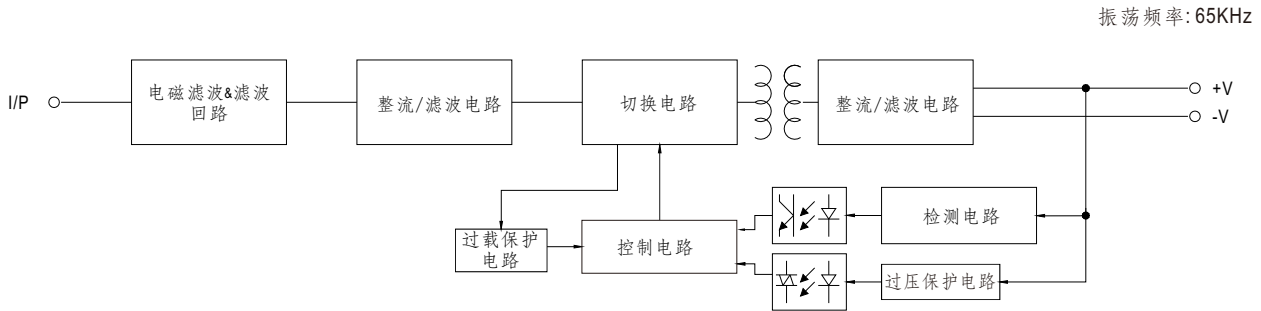 振荡频率: 65KHz
I/P
电磁滤波&滤波
回路
整流/滤波电路
切换电路
整流/滤波电路
+V
-V
过载保护
电路
控制电路
检测电路
过压保护电路